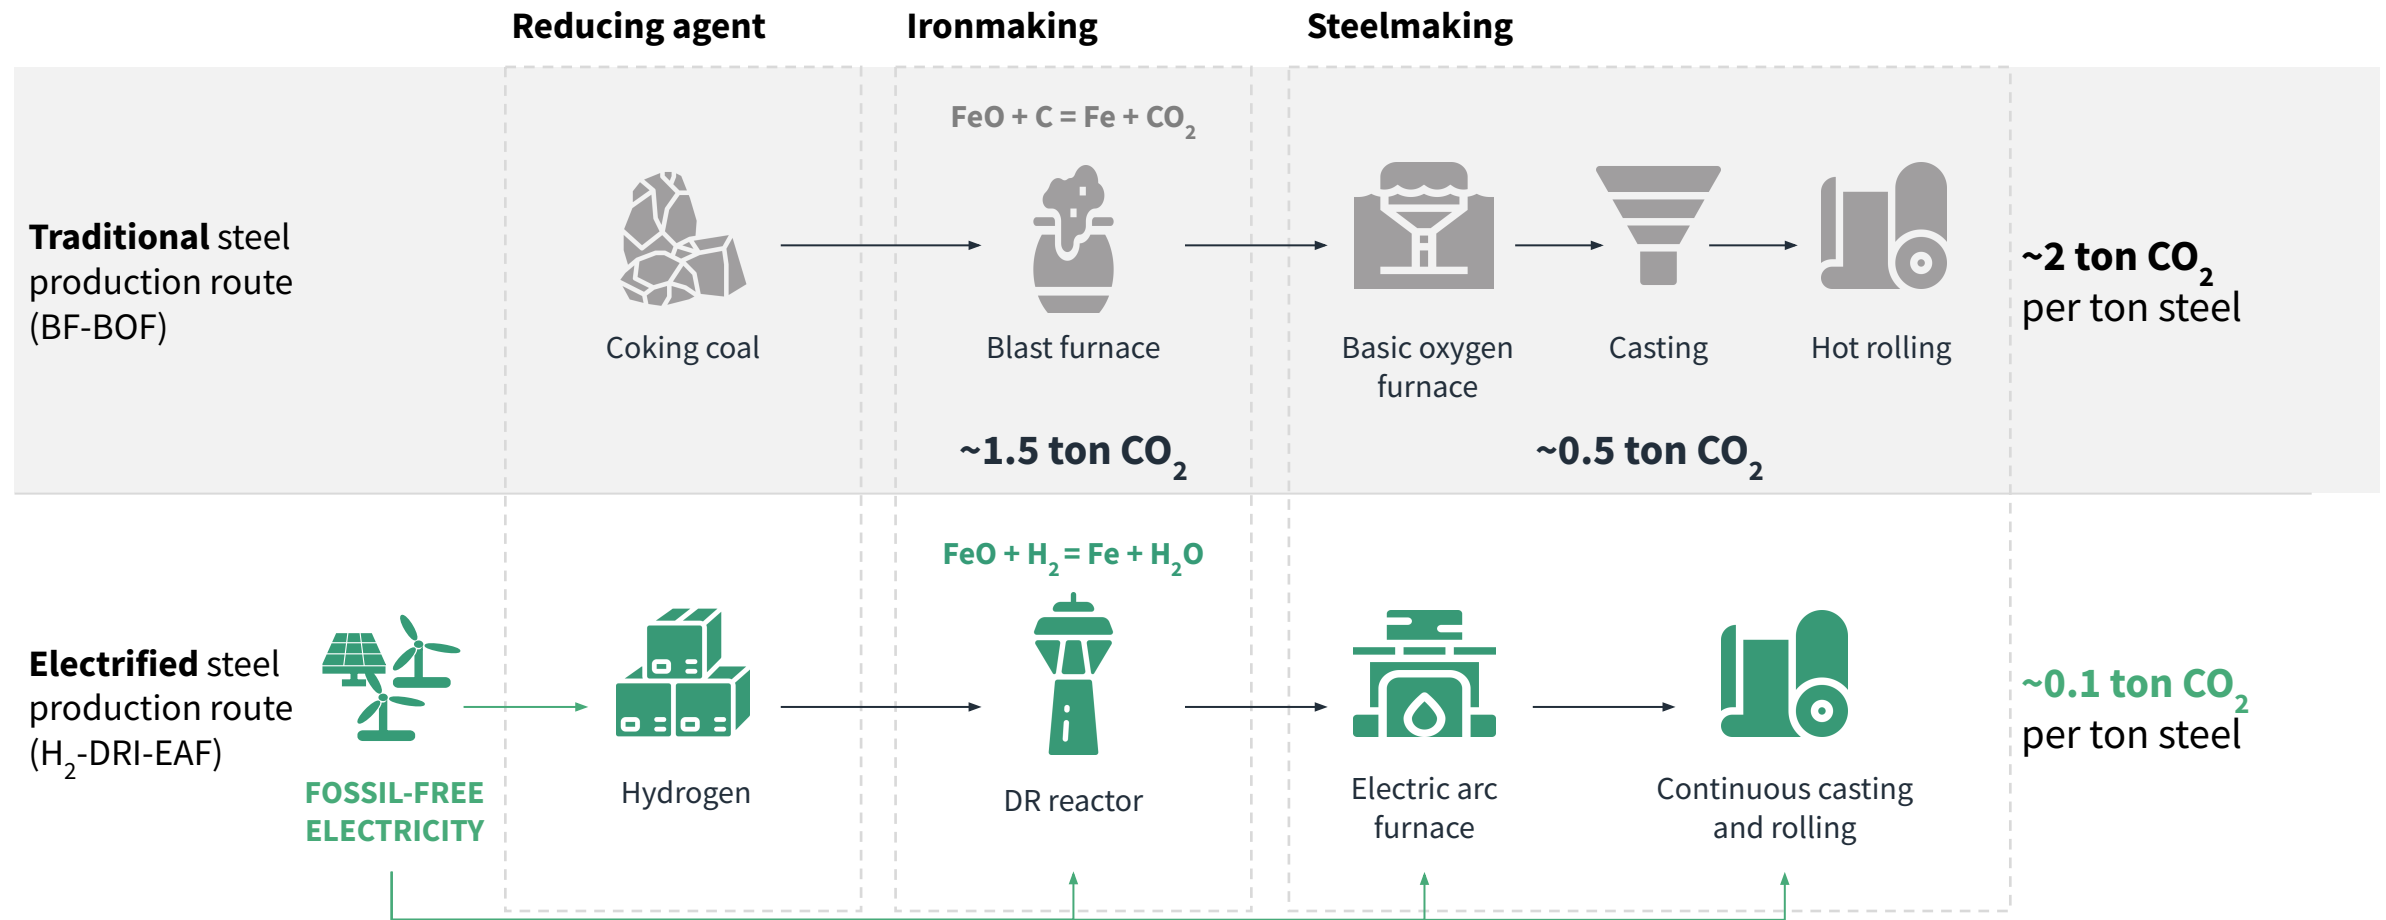 Reducing agent
Ironmaking
Steelmaking
FeO + C = Fe + CO₂
Traditional steel
production route
(BF-BOF)
Coking coal
Blast furnace
Basic oxygen
furnace
Casting
Hot rolling
~2 ton CO₂
per ton steel
~1.5 ton CO₂
~0.5 ton CO₂
FeO + H₂ = Fe + H₂O
Electrified steel
production route
(H₂-DRI-EAF)
FOSSIL-FREE
ELECTRICITY
Hydrogen
DR reactor
Electric arc
furnace
Continuous casting
and rolling
~0.1 ton CO₂
per ton steel